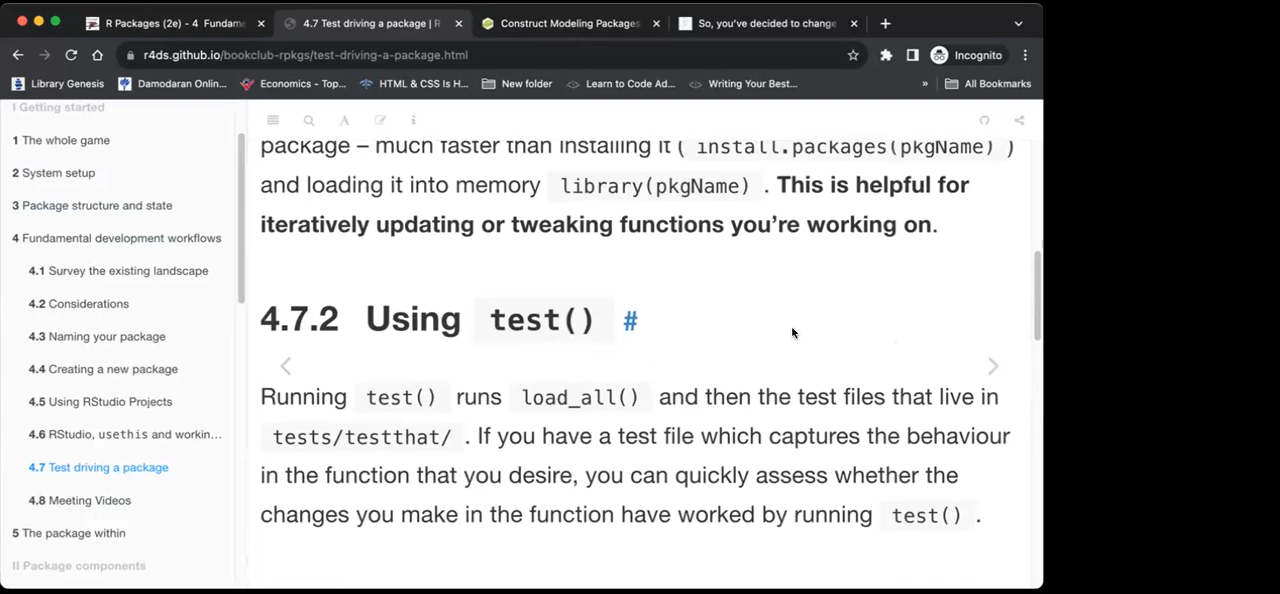 R Packages (2e) - 4 Fundame
4.7 Test driving a package | R
Construct Modeling Packages
So, you've decided to change
r4ds.github.io/bookclub-rpkgs/test-driving-a-package.html
Incognito
Library Genesis
Damodaran Onlin...
Economics - Top...
HTML & CSS Is H...
New folder
Learn to Code Ad...
Writing Your Best...
»
All Bookmarks
I Getting started
1 The whole game
2 System setup
3 Package structure and state
4 Fundamental development workflows
4.1 Survey the existing landscape
4.2 Considerations
4.3 Naming your package
4.4 Creating a new package
4.5 Using RStudio Projects
4.6 RStudio, usethis and workin...
4.7 Test driving a package
4.8 Meeting Videos
5 The package within
II Package components
package – much faster than installing it ( install.packages(pkgName) )
and loading it into memory library(pkgName) . This is helpful for
iteratively updating or tweaking functions you're working on.
4.7.2 Using test() #
Running test() runs load_all() and then the test files that live in
tests/testthat/ . If you have a test file which captures the behaviour
in the function that you desire, you can quickly assess whether the
changes you make in the function have worked by running test() .